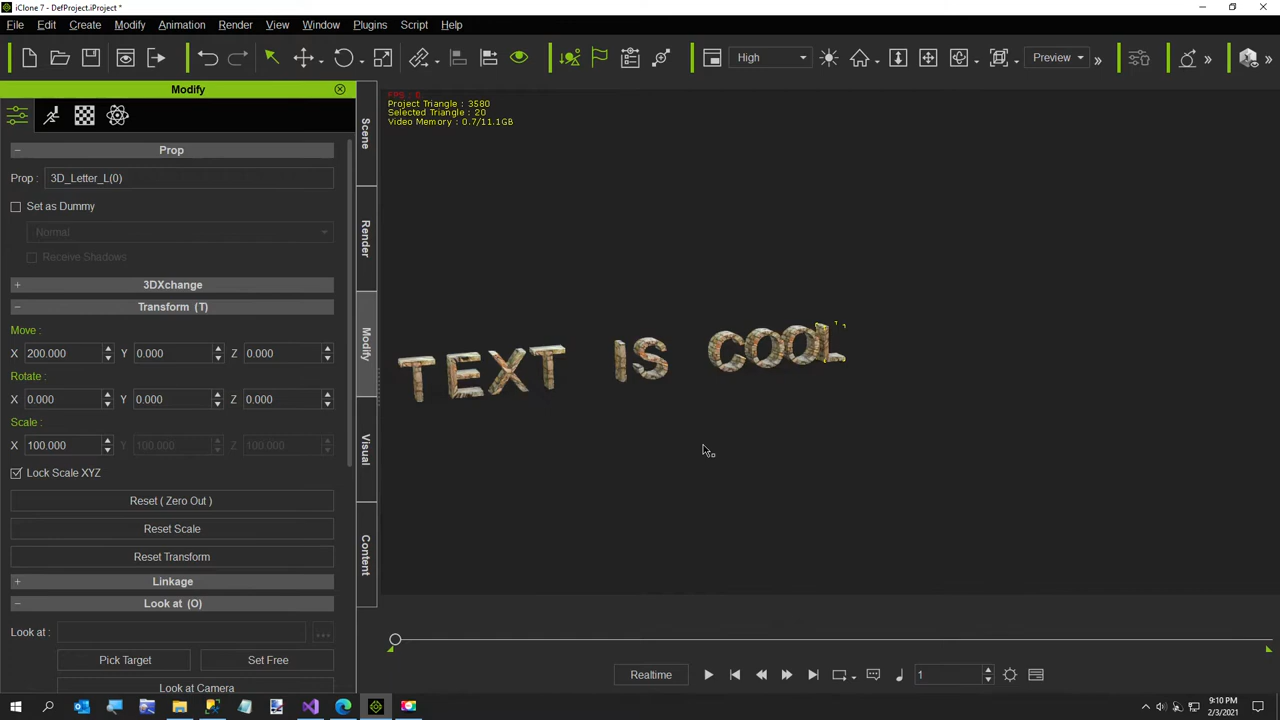 iClone 7 - DefProject.iProject *
File Edit Create Modify Animation Render View Window Plugins Script Help
High Preview
Modify
FPS : 0
Project Triangle : 3580
Selected Triangle : 20
Video Memory : 0.7/11.1GB
Prop
Prop : 3D_Letter_L(0)
Set as Dummy
Normal
Receive Shadows
3DXchange
Transform (T)
Move :
X 200.000 Y 0.000 Z 0.000
Rotate :
X 0.000 Y 0.000 Z 0.000
Scale :
X 100.000 Y 100.000 Z 100.000
Lock Scale XYZ
Reset ( Zero Out )
Reset Scale
Reset Transform
Linkage
Look at (O)
Look at : ...
Pick Target Set Free
Look at Camera
Scene
Render
Modify
Visual
Content
TEXT IS COOL
Realtime 1
9:10 PM
2/3/2021